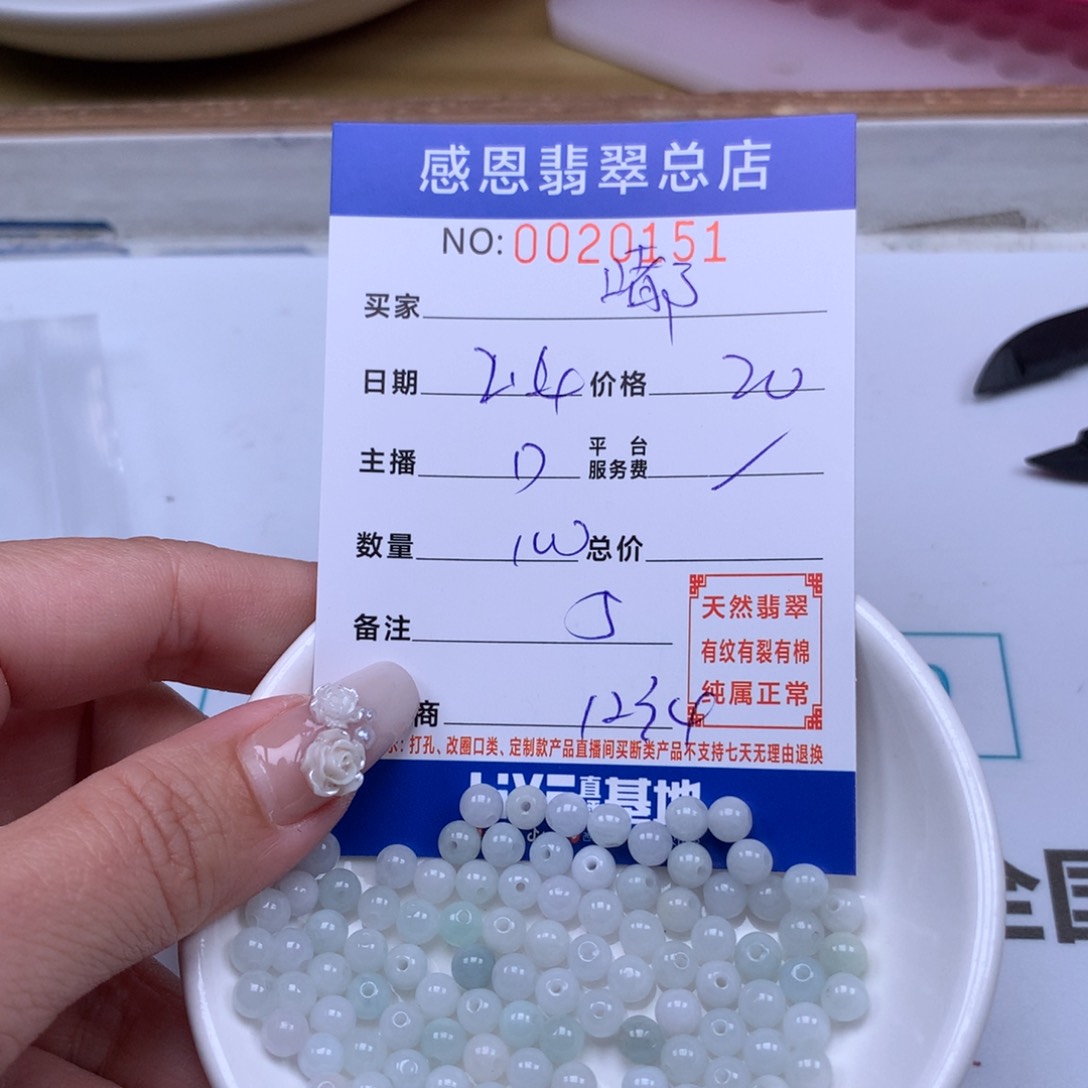 感恩翡翠总店
NO: 0020151
买家
日期 价格
主播 D 平台服务费 /
数量 100 总价
备注 J
天然翡翠
有纹有裂有棉
纯属正常
商
打孔、改圈口类、定制款产品直播间买断类产品不支持七天无理由退换
基地
全国